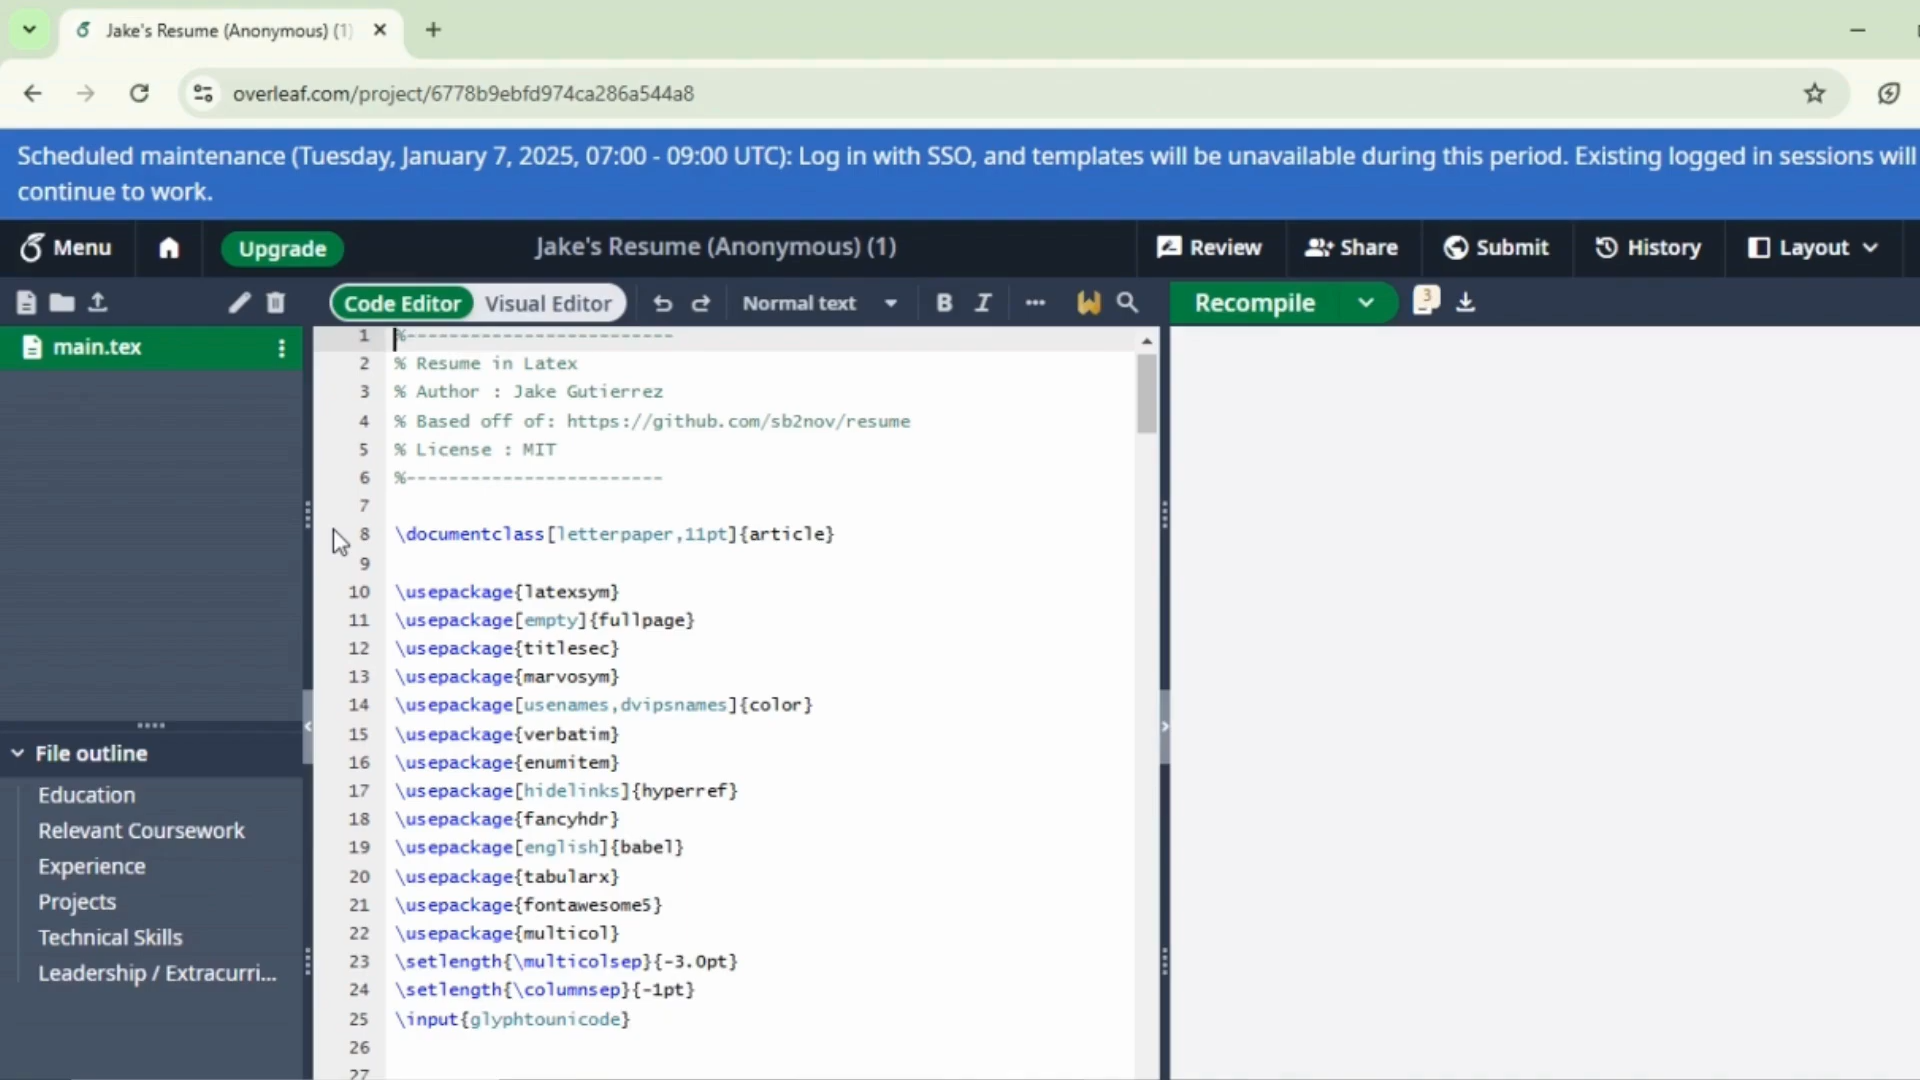 Jake's Resume (Anonymous) (1)
overleaf.com/project/6778b9ebfd974ca286a544a8
Scheduled maintenance (Tuesday, January 7, 2025, 07:00 - 09:00 UTC): Log in with SSO, and templates will be unavailable during this period. Existing logged in sessions will
continue to work.
Menu
Upgrade
Jake's Resume (Anonymous) (1)
Review
Share
Submit
History
Layout
Code Editor
Visual Editor
Normal text
B
I
Recompile
3
main.tex
File outline
Education
Relevant Coursework
Experience
Projects
Technical Skills
Leadership / Extracurri...
1 %-------------------------
2 % Resume in Latex
3 % Author : Jake Gutierrez
4 % Based off of: https://github.com/sb2nov/resume
5 % License : MIT
6 %------------------------
7
8 \documentclass[letterpaper,11pt]{article}
9
10 \usepackage{latexsym}
11 \usepackage[empty]{fullpage}
12 \usepackage{titlesec}
13 \usepackage{marvosym}
14 \usepackage[usenames,dvipsnames]{color}
15 \usepackage{verbatim}
16 \usepackage{enumitem}
17 \usepackage[hidelinks]{hyperref}
18 \usepackage{fancyhdr}
19 \usepackage[english]{babel}
20 \usepackage{tabularx}
21 \usepackage{fontawesome5}
22 \usepackage{multicol}
23 \setlength{\multicolsep}{-3.0pt}
24 \setlength{\columnsep}{-1pt}
25 \input{glyphtounicode}
26
27